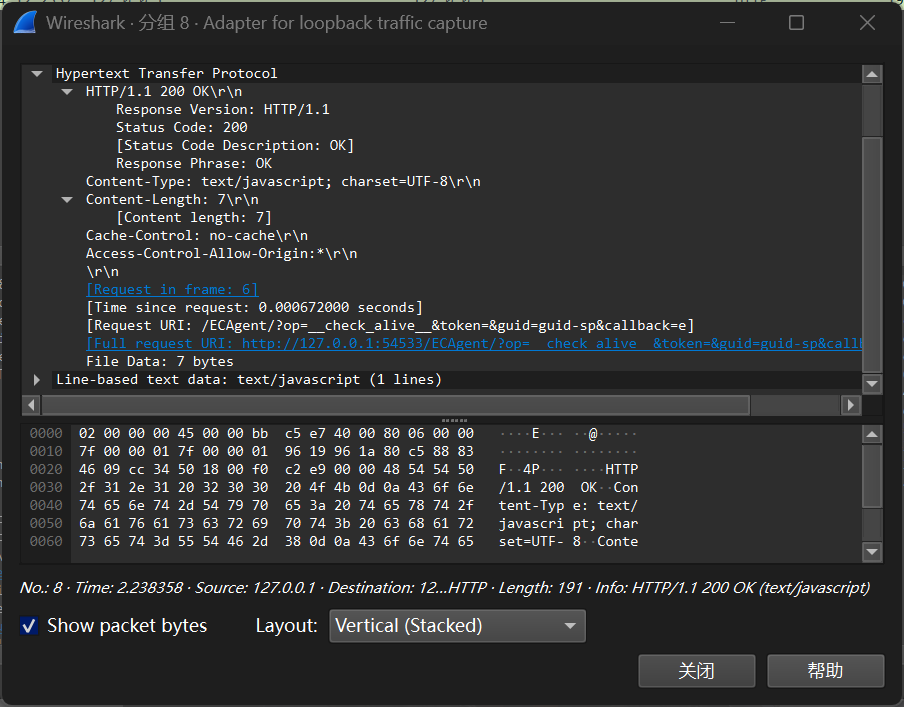 Wireshark · 分组 8 · Adapter for loopback traffic capture
Hypertext Transfer Protocol
HTTP/1.1 200 OK\r\n
Response Version: HTTP/1.1
Status Code: 200
[Status Code Description: OK]
Response Phrase: OK
Content-Type: text/javascript; charset=UTF-8\r\n
Content-Length: 7\r\n
[Content length: 7]
Cache-Control: no-cache\r\n
Access-Control-Allow-Origin:*\r\n
\r\n
[Request in frame: 6]
[Time since request: 0.000672000 seconds]
[Request URI: /ECAgent/?op=__check_alive__&token=&guid=guid-sp&callback=e]
[Full request URI: http://127.0.0.1:54533/ECAgent/?op=__check_alive__&token=&guid=guid-sp&call
File Data: 7 bytes
Line-based text data: text/javascript (1 lines)
0000 02 00 00 00 45 00 00 bb c5 e7 40 00 80 06 00 00 ····E··· ··@·····
0010 7f 00 00 01 7f 00 00 01 96 19 96 1a 80 c5 88 83 ········ ········
0020 46 09 cc 34 50 18 00 f0 c2 e9 00 00 48 54 54 50 F··4P··· ····HTTP
0030 2f 31 2e 31 20 32 30 30 20 4f 4b 0d 0a 43 6f 6e /1.1 200 OK··Con
0040 74 65 6e 74 2d 54 79 70 65 3a 20 74 65 78 74 2f tent-Typ e: text/
0050 6a 61 76 61 73 63 72 69 70 74 3b 20 63 68 61 72 javascri pt; char
0060 73 65 74 3d 55 54 46 2d 38 0d 0a 43 6f 6e 74 65 set=UTF- 8··Conte
No.: 8 · Time: 2.238358 · Source: 127.0.0.1 · Destination: 12...HTTP · Length: 191 · Info: HTTP/1.1 200 OK (text/javascript)
Show packet bytes Layout: Vertical (Stacked)
关闭 帮助